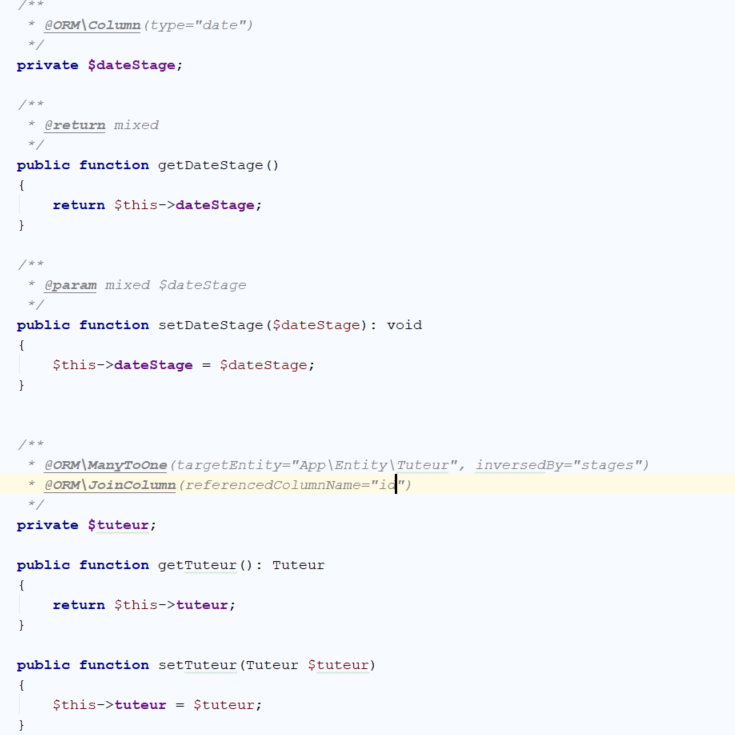 /**
 * @ORM\Column(type="date")
 */
private $dateStage;
/**
 * @return mixed
 */
public function getDateStage()
{
    return $this->dateStage;
}
/**
 * @param mixed $dateStage
 */
public function setDateStage($dateStage): void
{
    $this->dateStage = $dateStage;
}
/**
 * @ORM\ManyToOne(targetEntity="App\Entity\Tuteur", inversedBy="stages")
 * @ORM\JoinColumn(referencedColumnName="id")
 */
private $tuteur;
public function getTuteur(): Tuteur
{
    return $this->tuteur;
}
public function setTuteur(Tuteur $tuteur)
{
    $this->tuteur = $tuteur;
}